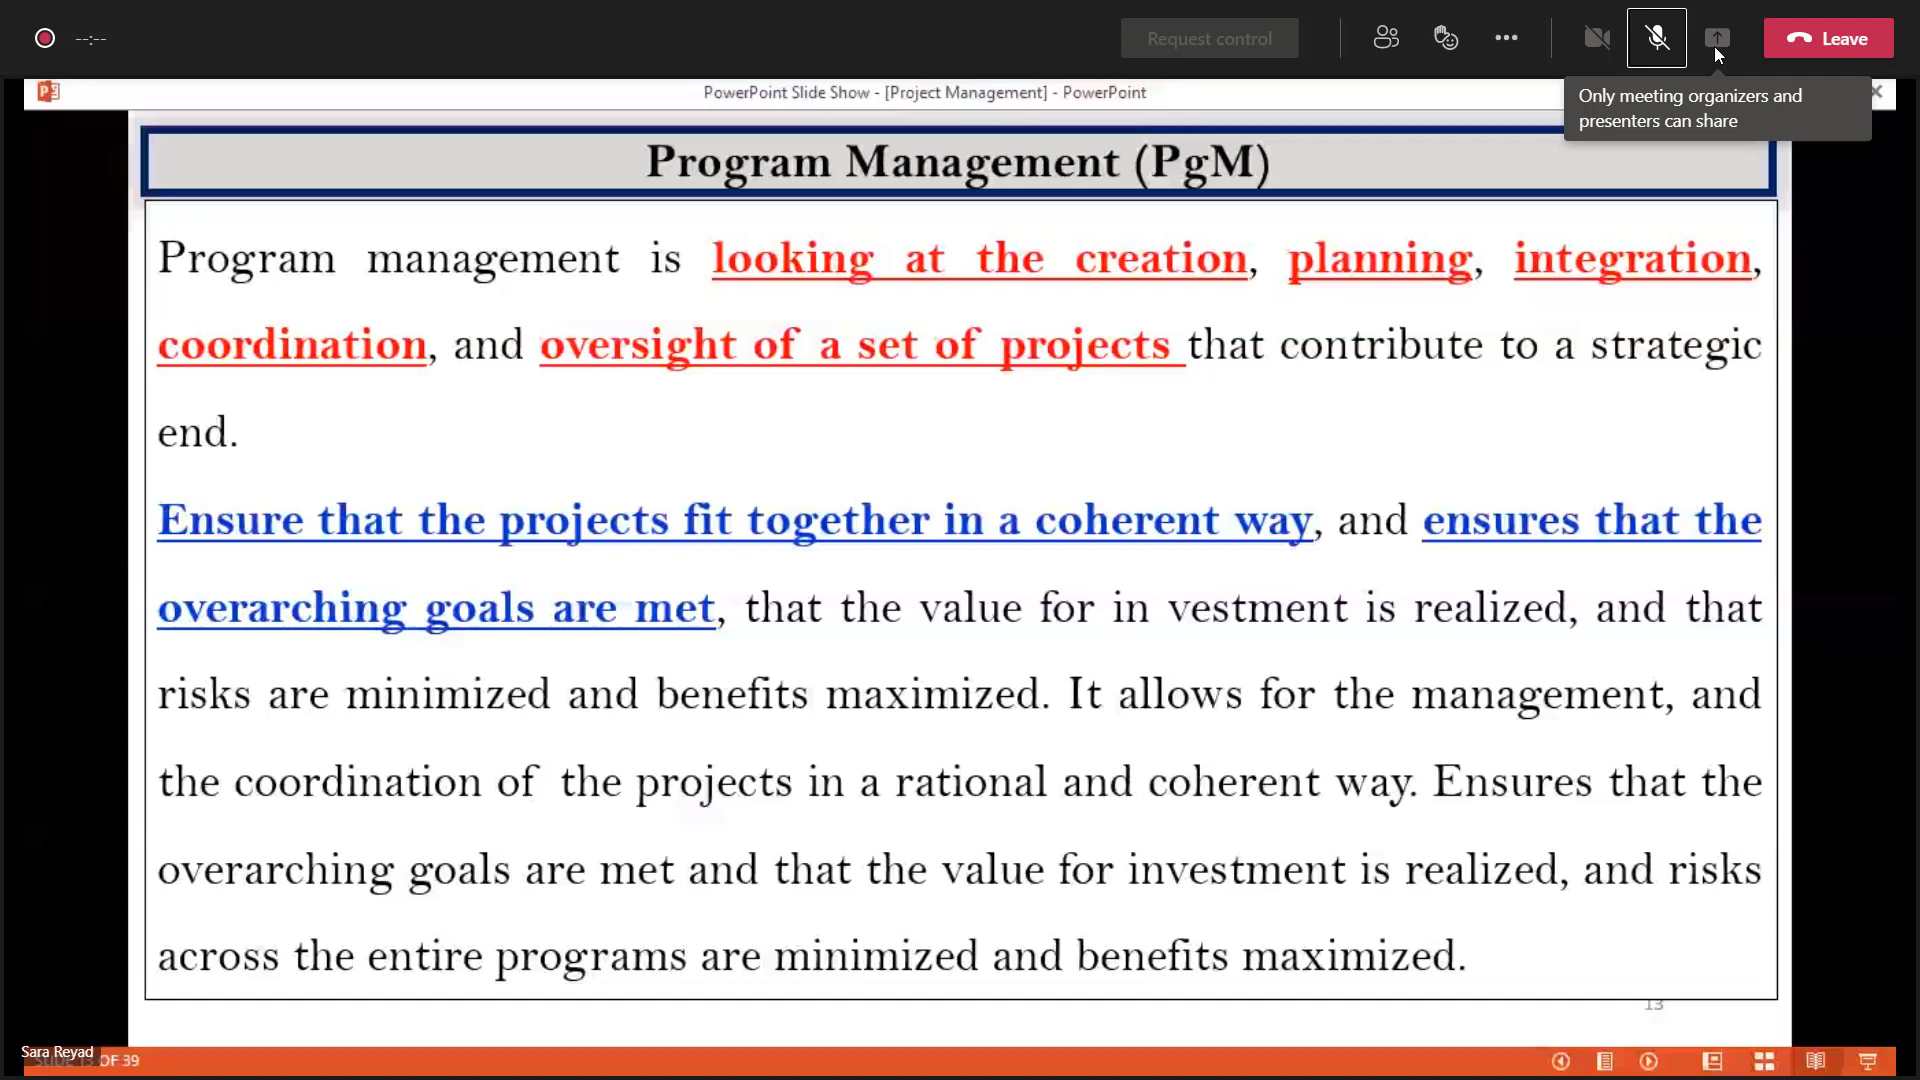 --:--
Request control
Leave
PowerPoint Slide Show - [Project Management] - PowerPoint
Only meeting organizers and
presenters can share
Program Management (PgM)
Program management is looking at the creation, planning, integration,
coordination, and oversight of a set of projects that contribute to a strategic
end.
Ensure that the projects fit together in a coherent way, and ensures that the
overarching goals are met, that the value for in vestment is realized, and that
risks are minimized and benefits maximized. It allows for the management, and
the coordination of the projects in a rational and coherent way. Ensures that the
overarching goals are met and that the value for investment is realized, and risks
across the entire programs are minimized and benefits maximized.
13
Sara Reyad
SLIDE 13 OF 39